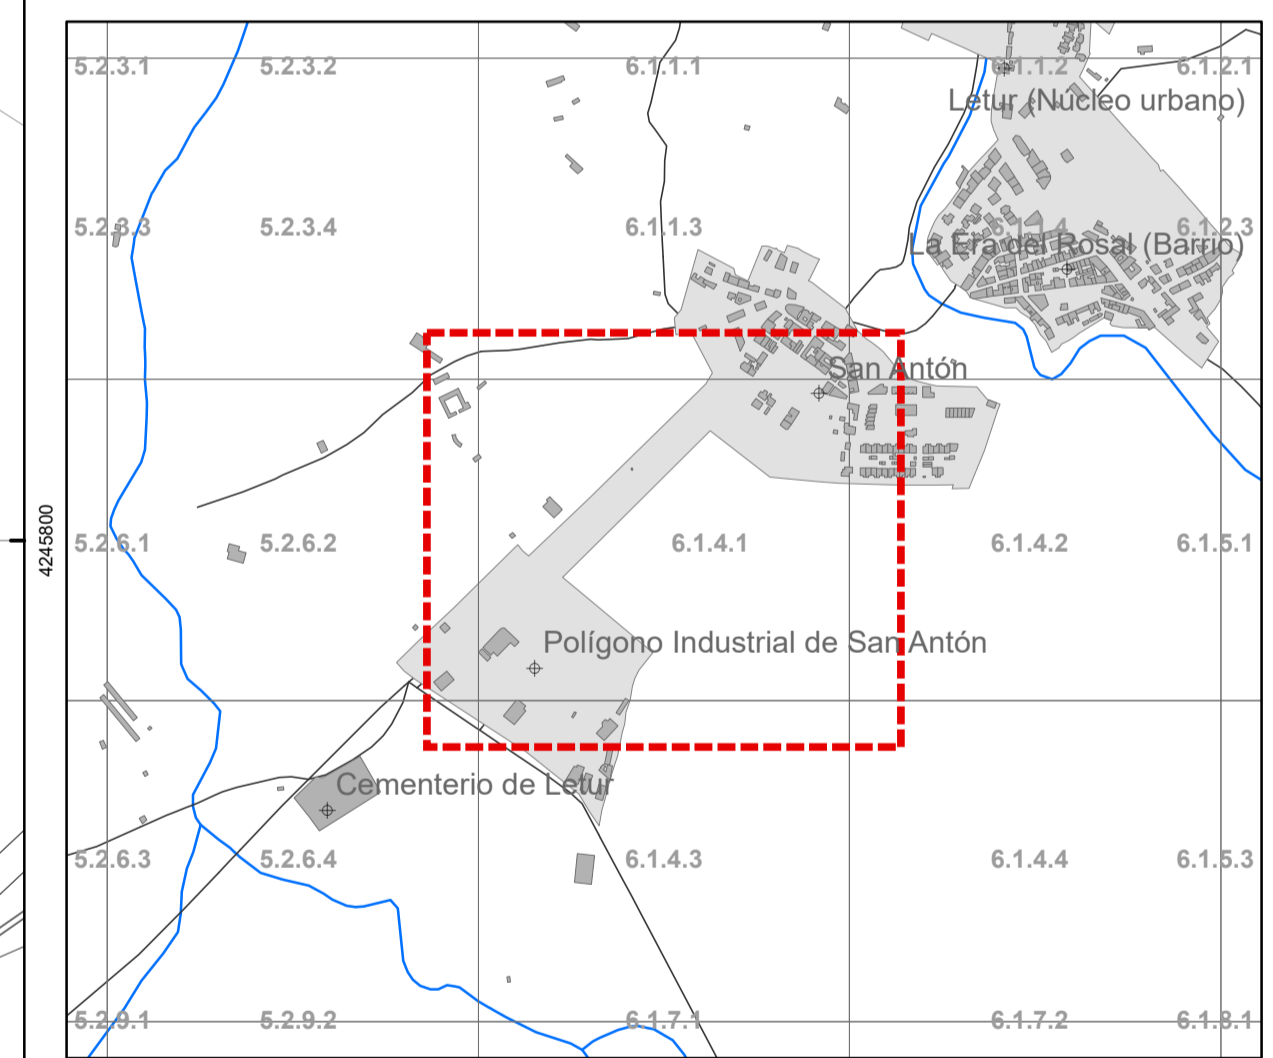 5.2.3.1 5.2.3.2 6.1.1.1 6.1.1.2 6.1.2.1
Letur (Núcleo urbano)
5.2.3.3 5.2.3.4 6.1.1.3 6.1.1.4 6.1.2.3
La Era del Rosal (Barrio)
San Antón
4245800
5.2.6.1 5.2.6.2 6.1.4.1 6.1.4.2 6.1.5.1
Polígono Industrial de San Antón
Cementerio de Letur
5.2.6.3 5.2.6.4 6.1.4.3 6.1.4.4 6.1.5.3
5.2.9.1 5.2.9.2 6.1.7.1 6.1.7.2 6.1.8.1